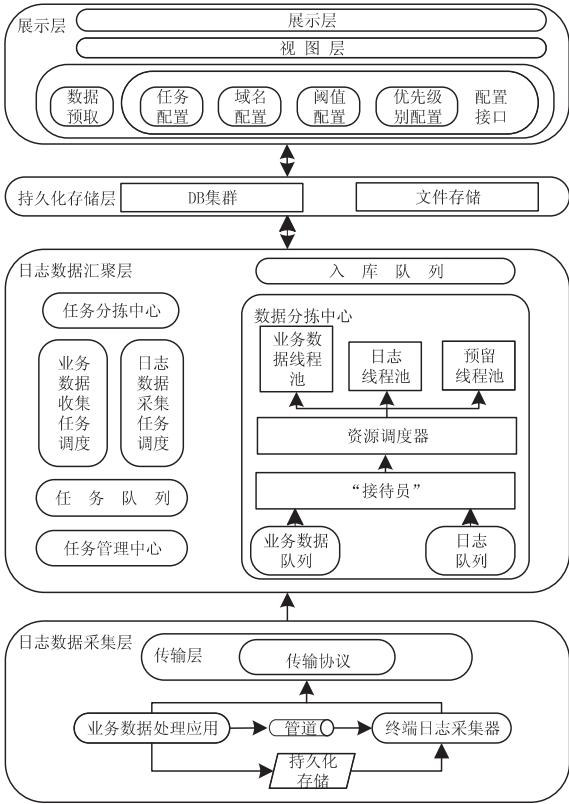 展示层
展示层
视图层
数据
预取
任务
配置
域名
配置
阈值
配置
优先级
别配置
配置
接口
持久化存储层
DB集群
文件存储
日志数据汇聚层
入库队列
任务分拣中心
数据分拣中心
业务数
据线程
池
日志
线程池
预留
线程池
业务
数据
收集
任务
调度
日志
数据
采集
任务
调度
资源调度器
“接待员”
任务队列
任务管理中心
业务数据
队列
日志
队列
日志数据采集层
传输层
传输协议
业务数据处理应用
管道
终端日志采集器
持久化
存储